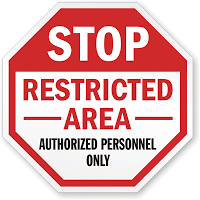 STOP
RESTRICTED
AREA
AUTHORIZED PERSONNEL
ONLY